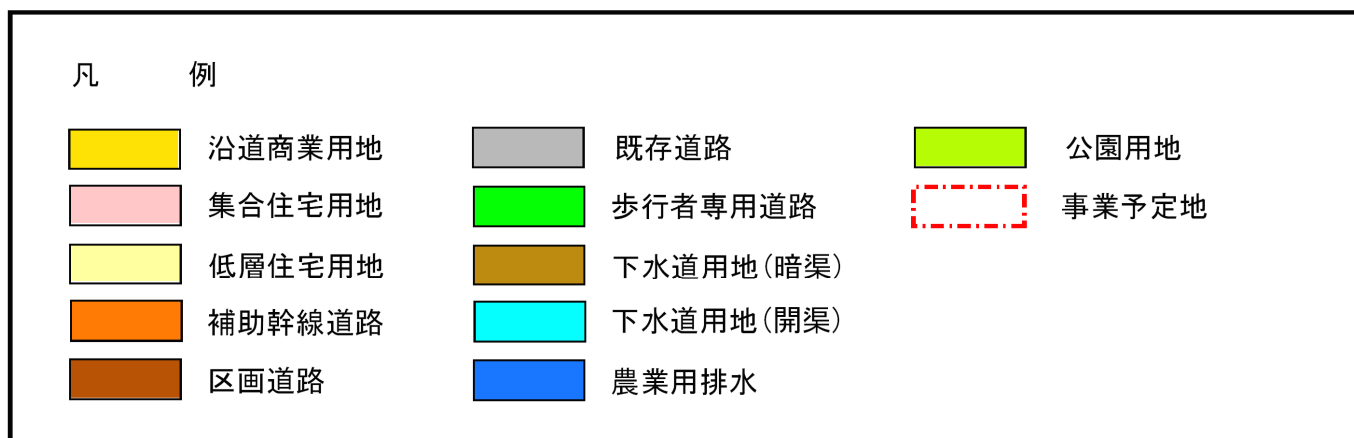 凡例
沿道商業用地
集合住宅用地
低層住宅用地
補助幹線道路
区画道路
既存道路
歩行者専用道路
下水道用地(暗渠)
下水道用地(開渠)
農業用排水
公園用地
事業予定地